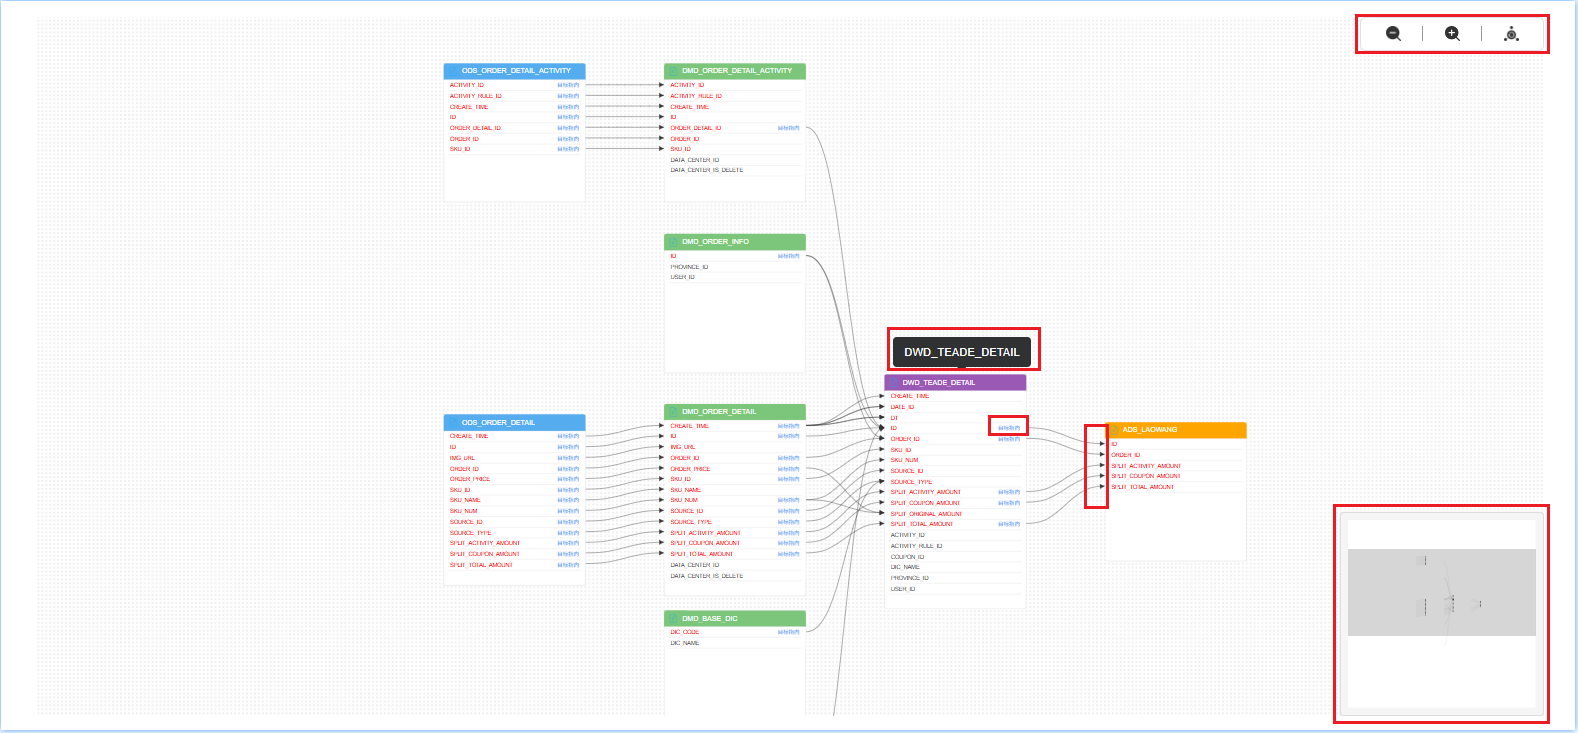 ODS_ORDER_DETAIL_ACTIVITY
ACTIVITY_ID
ACTIVITY_RULE_ID
CREATE_TIME
ID
ORDER_DETAIL_ID
ORDER_ID
SKU_ID
DMD_ORDER_DETAIL_ACTIVITY
ACTIVITY_ID
ACTIVITY_RULE_ID
CREATE_TIME
ID
ORDER_DETAIL_ID
ORDER_ID
SKU_ID
DATA_CENTER_ID
DATA_CENTER_IS_DELETE
DMD_ORDER_INFO
ID
PROVINCE_ID
USER_ID
ODS_ORDER_DETAIL
CREATE_TIME
ID
IMG_URL
ORDER_ID
ORDER_PRICE
SKU_ID
SKU_NAME
SKU_NUM
SOURCE_ID
SOURCE_TYPE
SPLIT_ACTIVITY_AMOUNT
SPLIT_COUPON_AMOUNT
SPLIT_TOTAL_AMOUNT
DMD_ORDER_DETAIL
CREATE_TIME
ID
IMG_URL
ORDER_ID
ORDER_PRICE
SKU_ID
SKU_NAME
SKU_NUM
SOURCE_ID
SOURCE_TYPE
SPLIT_ACTIVITY_AMOUNT
SPLIT_COUPON_AMOUNT
SPLIT_TOTAL_AMOUNT
DATA_CENTER_ID
DATA_CENTER_IS_DELETE
DMD_BASE_DIC
DIC_CODE
DIC_NAME
DWD_TEADE_DETAIL
DWD_TEADE_DETAIL
CREATE_TIME
DATE_ID
DT
ID
ORDER_ID
SKU_ID
SKU_NUM
SOURCE_ID
SOURCE_TYPE
SPLIT_ACTIVITY_AMOUNT
SPLIT_COUPON_AMOUNT
SPLIT_ORIGINAL_AMOUNT
SPLIT_TOTAL_AMOUNT
ACTIVITY_ID
ACTIVITY_RULE_ID
COUPON_ID
DIC_NAME
PROVINCE_ID
USER_ID
ADS_LAOWANG
ID
ORDER_ID
SPLIT_ACTIVITY_AMOUNT
SPLIT_COUPON_AMOUNT
SPLIT_TOTAL_AMOUNT